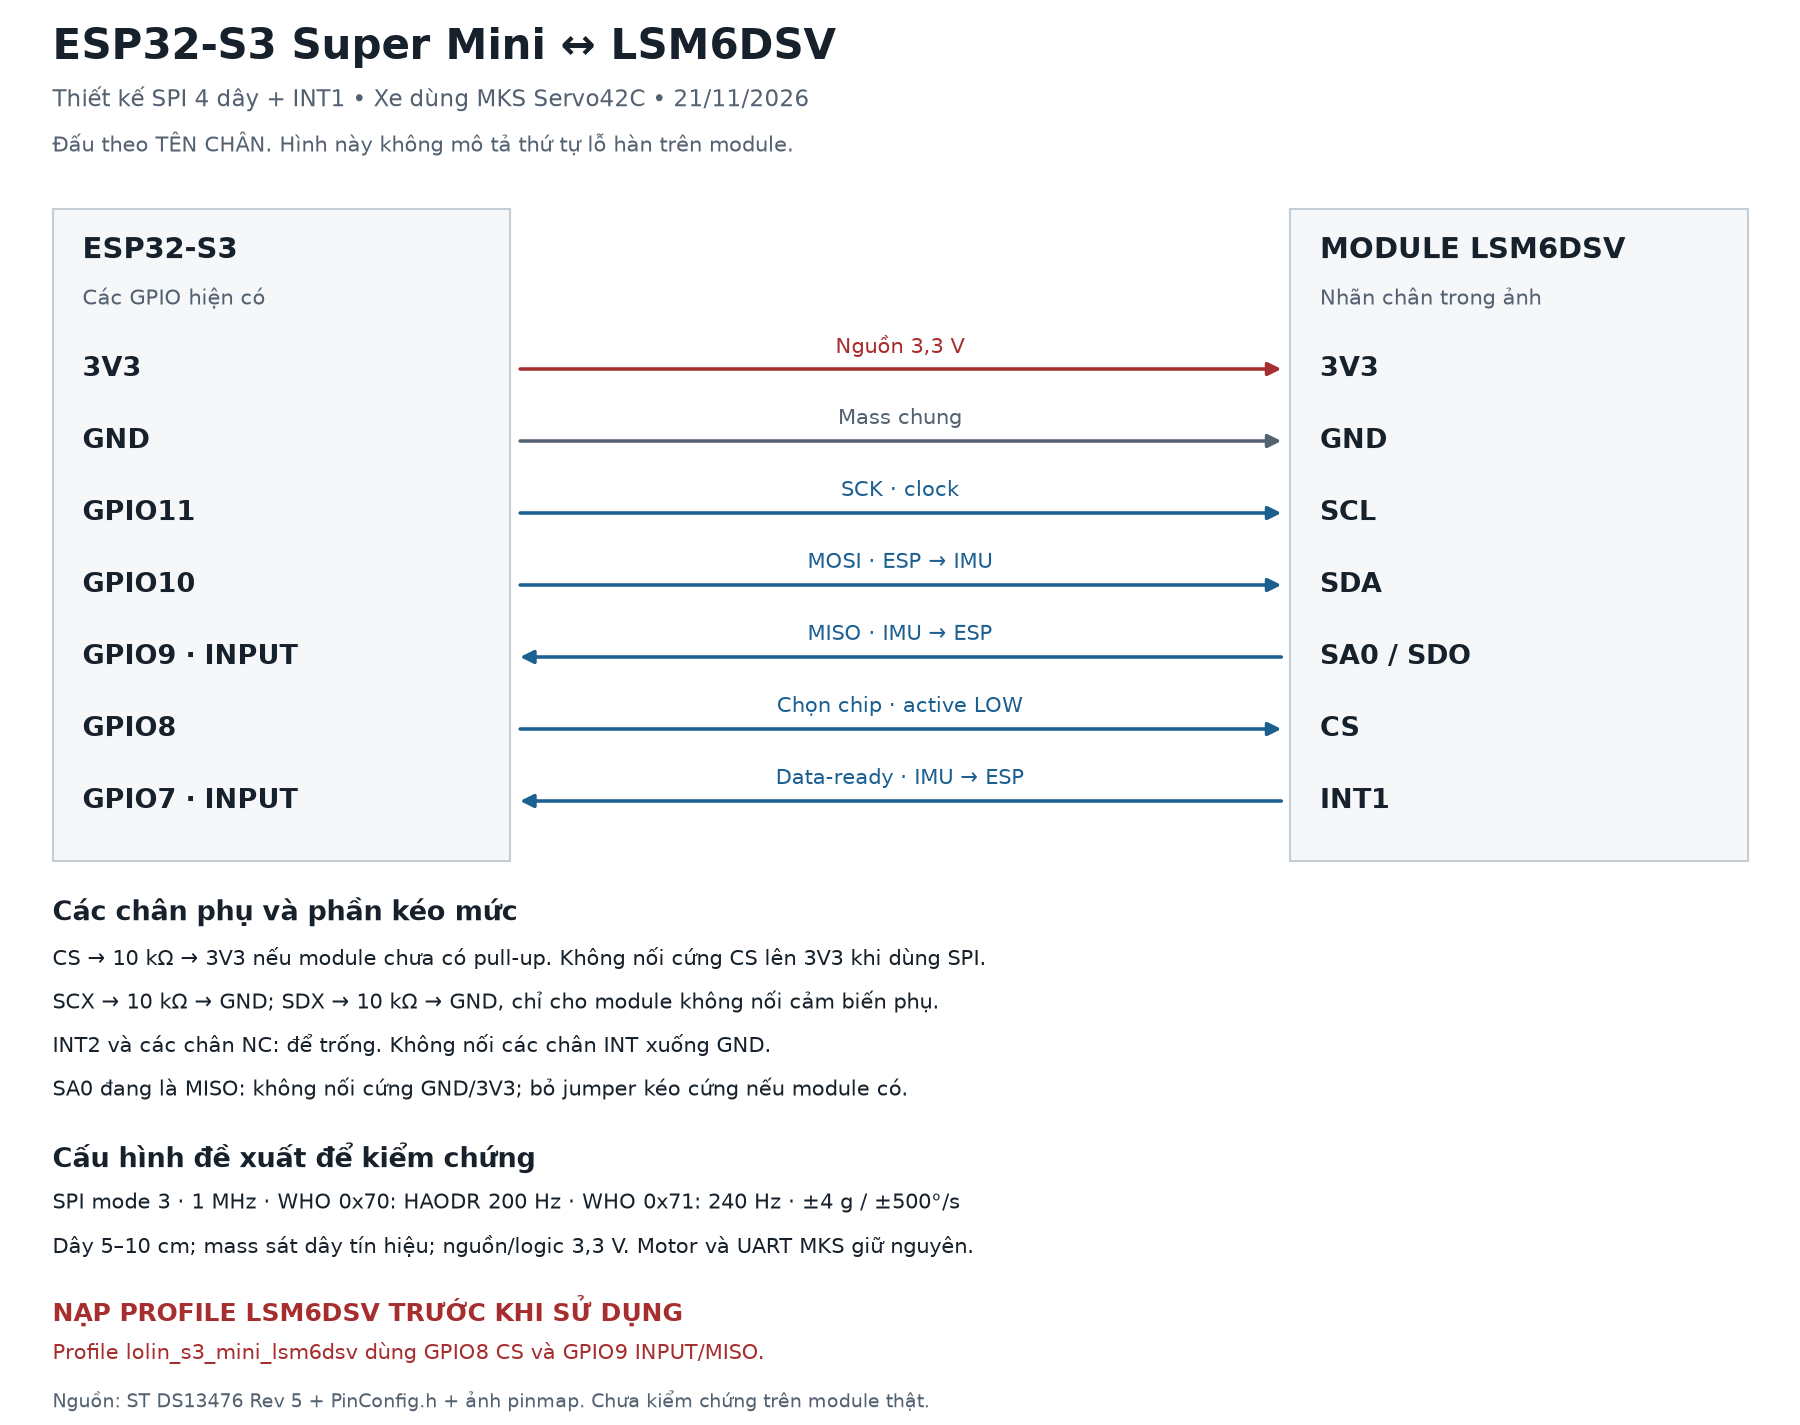 ESP32-S3 Super Mini ↔ LSM6DSV
Thiết kế SPI 4 dây + INT1 • Xe dùng MKS Servo42C • 21/11/2026
Đấu theo TÊN CHÂN. Hình này không mô tả thứ tự lỗ hàn trên module.
ESP32-S3
Các GPIO hiện có
MODULE LSM6DSV
Nhãn chân trong ảnh
3V3
Nguồn 3,3 V
3V3
GND
Mass chung
GND
GPIO11
SCK · clock
SCL
GPIO10
MOSI · ESP → IMU
SDA
GPIO9 · INPUT
MISO · IMU → ESP
SA0 / SDO
GPIO8
Chọn chip · active LOW
CS
GPIO7 · INPUT
Data-ready · IMU → ESP
INT1
Các chân phụ và phần kéo mức
CS → 10 kΩ → 3V3 nếu module chưa có pull-up. Không nối cứng CS lên 3V3 khi dùng SPI.
SCX → 10 kΩ → GND; SDX → 10 kΩ → GND, chỉ cho module không nối cảm biến phụ.
INT2 và các chân NC: để trống. Không nối các chân INT xuống GND.
SA0 đang là MISO: không nối cứng GND/3V3; bỏ jumper kéo cứng nếu module có.
Cấu hình đề xuất để kiểm chứng
SPI mode 3 · 1 MHz · WHO 0x70: HAODR 200 Hz · WHO 0x71: 240 Hz · ±4 g / ±500°/s
Dây 5–10 cm; mass sát dây tín hiệu; nguồn/logic 3,3 V. Motor và UART MKS giữ nguyên.
NẠP PROFILE LSM6DSV TRƯỚC KHI SỬ DỤNG
Profile lolin_s3_mini_lsm6dsv dùng GPIO8 CS và GPIO9 INPUT/MISO.
Nguồn: ST DS13476 Rev 5 + PinConfig.h + ảnh pinmap. Chưa kiểm chứng trên module thật.